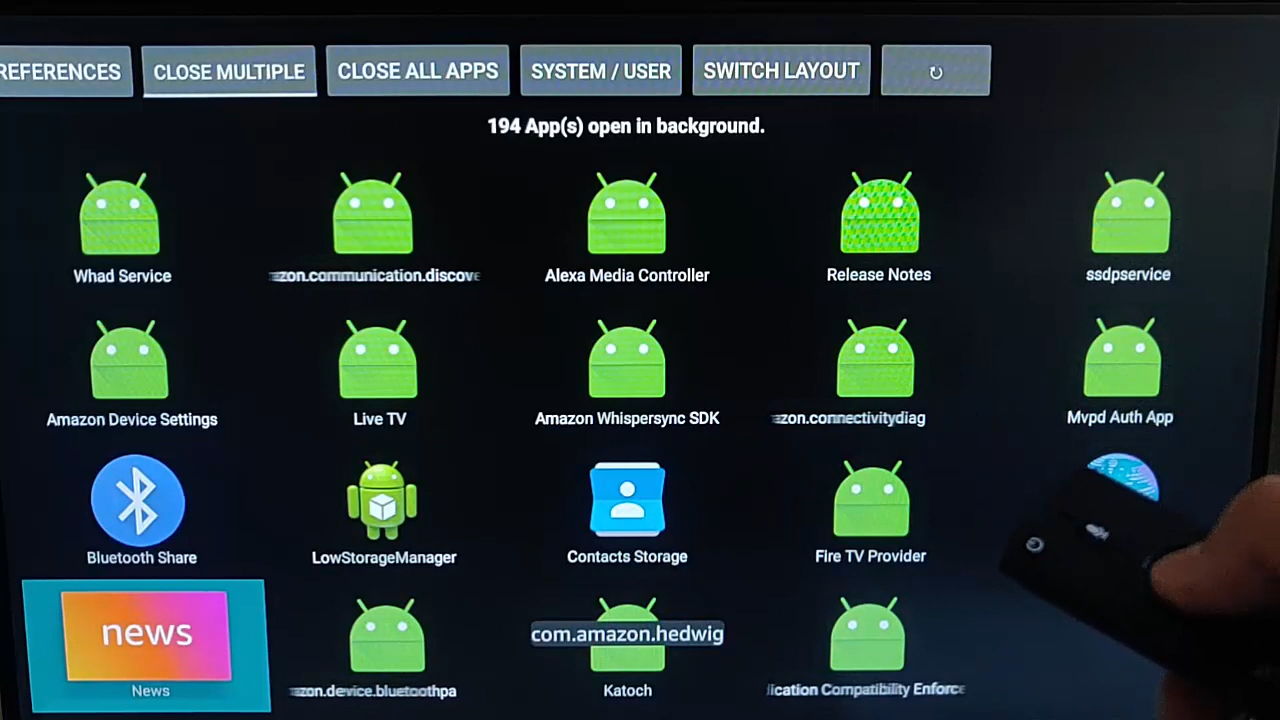 REFERENCES CLOSE MULTIPLE CLOSE ALL APPS SYSTEM / USER SWITCH LAYOUT
194 App(s) open in background.
Whad Service zon.communication.discove Alexa Media Controller Release Notes ssdpservice
Amazon Device Settings Live TV Amazon Whispersync SDK zon.connectivitydiag Mvpd Auth App
Bluetooth Share LowStorageManager Contacts Storage Fire TV Provider
news
com.amazon.hedwig
News zon.device.bluetoothpa Katoch lication Compatibility Enforce